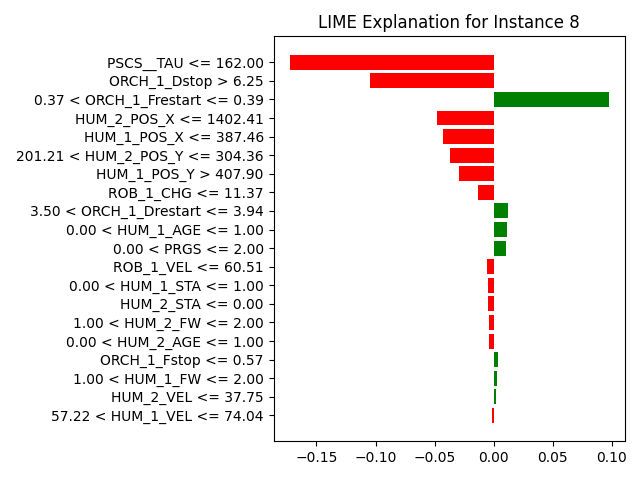 LIME Explanation for Instance 8
PSCS__TAU <= 162.00
ORCH_1_Dstop > 6.25
0.37 < ORCH_1_Frestart <= 0.39
HUM_2_POS_X <= 1402.41
HUM_1_POS_X <= 387.46
201.21 < HUM_2_POS_Y <= 304.36
HUM_1_POS_Y > 407.90
ROB_1_CHG <= 11.37
3.50 < ORCH_1_Drestart <= 3.94
0.00 < HUM_1_AGE <= 1.00
0.00 < PRGS <= 2.00
ROB_1_VEL <= 60.51
0.00 < HUM_1_STA <= 1.00
HUM_2_STA <= 0.00
1.00 < HUM_2_FW <= 2.00
0.00 < HUM_2_AGE <= 1.00
ORCH_1_Fstop <= 0.57
1.00 < HUM_1_FW <= 2.00
HUM_2_VEL <= 37.75
57.22 < HUM_1_VEL <= 74.04
−0.15 −0.10 −0.05 0.00 0.05 0.10